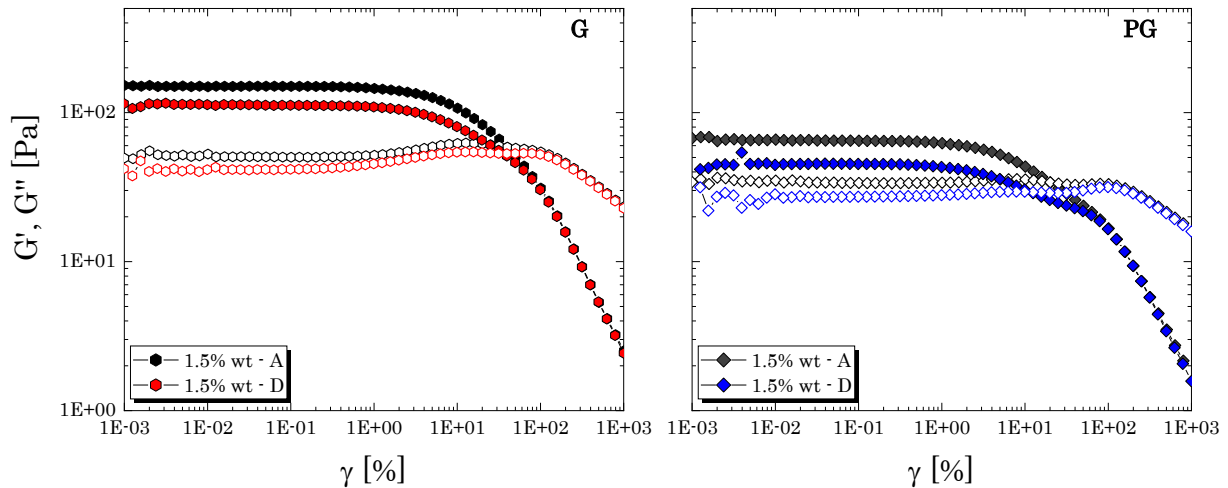 G
PG
G', G" [Pa]
1E+02
1E+01
1E+00
1.5% wt - A
1.5% wt - D
1.5% wt - A
1.5% wt - D
1E-03 1E-02 1E-01 1E+00 1E+01 1E+02 1E+03
1E-03 1E-02 1E-01 1E+00 1E+01 1E+02 1E+03
γ [%]
γ [%]